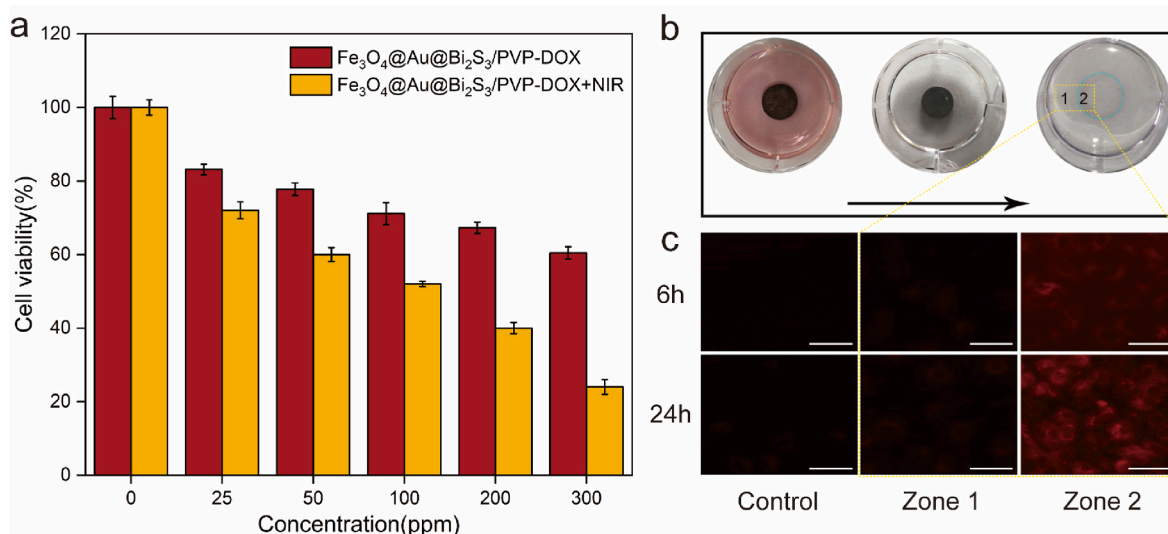 a
120
100
80
60
40
20
0
Cell viability(%)
Fe₃O₄@Au@Bi₂S₃/PVP-DOX
Fe₃O₄@Au@Bi₂S₃/PVP-DOX+NIR
0 25 50 100 200 300
Concentration(ppm)
b
1 2
c
6h
24h
Control Zone 1 Zone 2